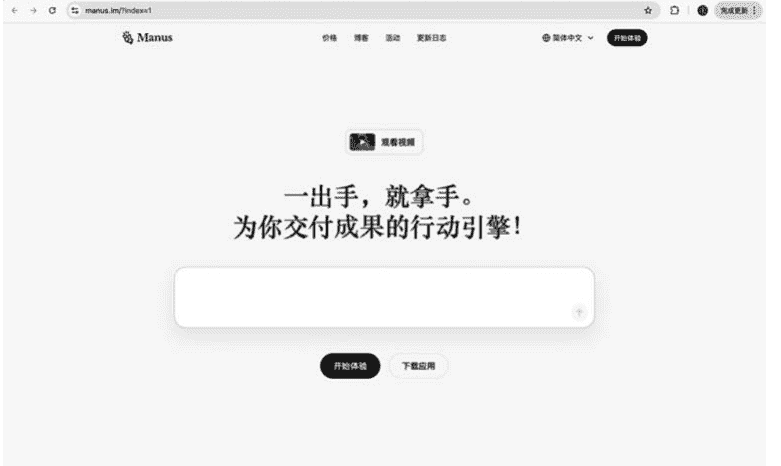 manus.im/?index=1
完成更新
Manus
价格 博客 活动 更新日志
简体中文
开始体验
观看视频
一出手，就拿手。
为你交付成果的行动引擎！
开始体验 下载应用